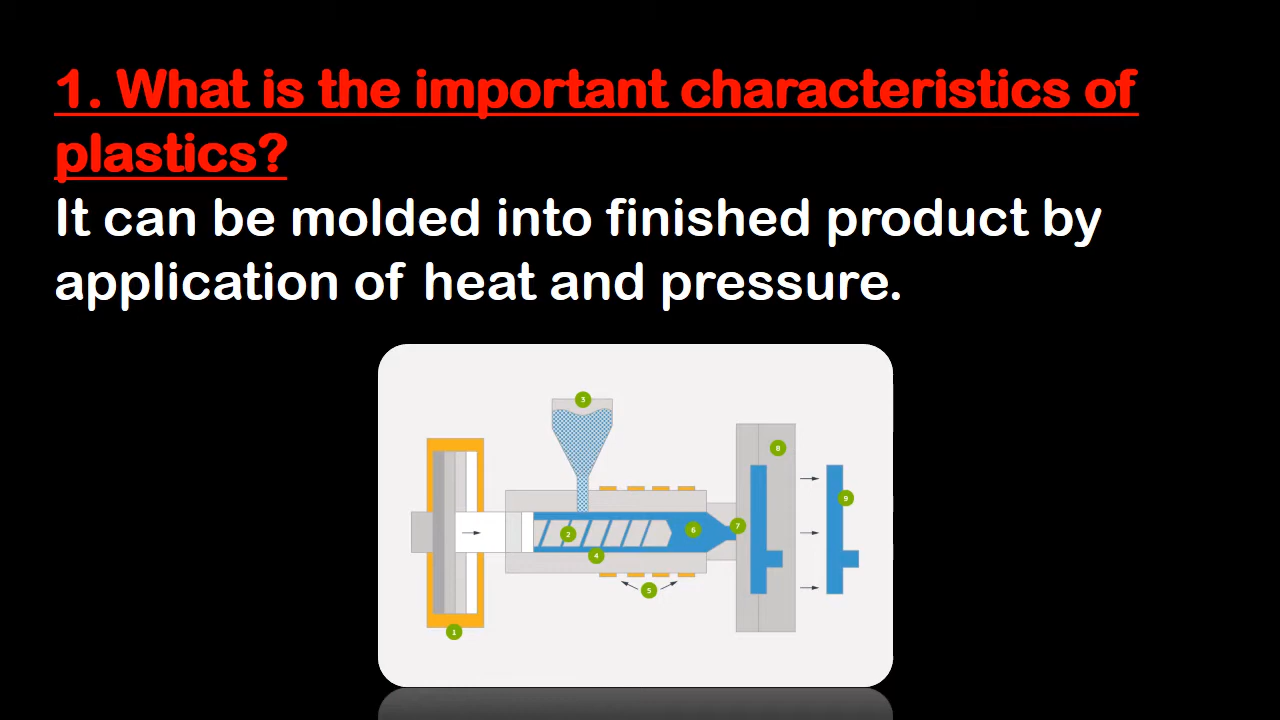 1. What is the important characteristics of
plastics?
It can be molded into finished product by
application of heat and pressure.
3
8
9
7
6
2
4
5
1